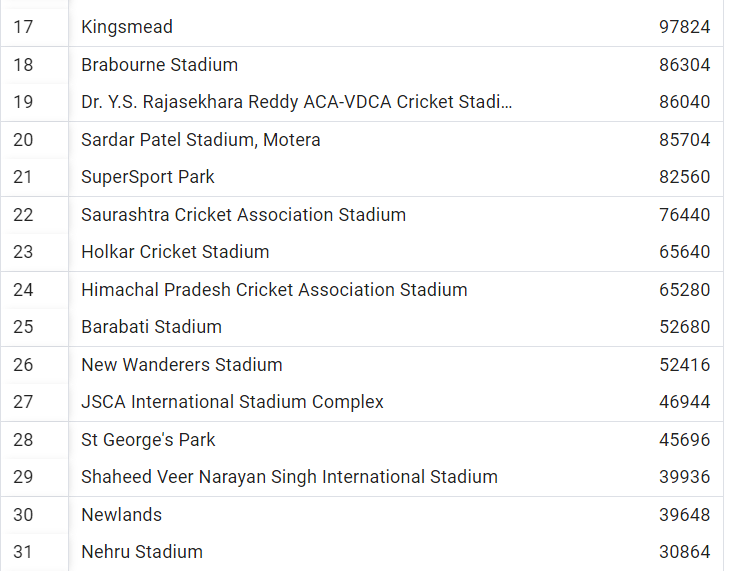 17 Kingsmead 97824
18 Brabourne Stadium 86304
19 Dr. Y.S. Rajasekhara Reddy ACA-VDCA Cricket Stadi... 86040
20 Sardar Patel Stadium, Motera 85704
21 SuperSport Park 82560
22 Saurashtra Cricket Association Stadium 76440
23 Holkar Cricket Stadium 65640
24 Himachal Pradesh Cricket Association Stadium 65280
25 Barabati Stadium 52680
26 New Wanderers Stadium 52416
27 JSCA International Stadium Complex 46944
28 St George's Park 45696
29 Shaheed Veer Narayan Singh International Stadium 39936
30 Newlands 39648
31 Nehru Stadium 30864